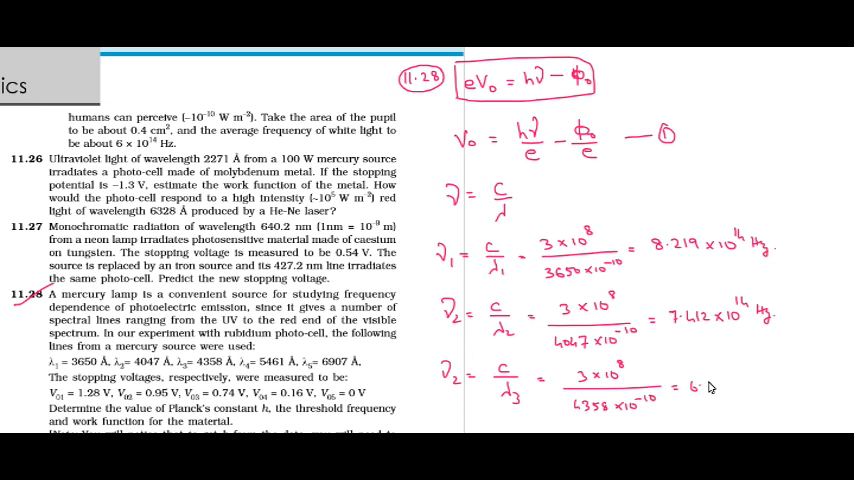 ics
humans can perceive (~10⁻¹⁰ W m⁻²). Take the area of the pupil
to be about 0.4 cm², and the average frequency of white light to
be about 6 × 10¹⁴ Hz.
11.26 Ultraviolet light of wavelength 2271 Å from a 100 W mercury source
irradiates a photo-cell made of molybdenum metal. If the stopping
potential is –1.3 V, estimate the work function of the metal. How
would the photo-cell respond to a high intensity (~10⁵ W m⁻²) red
light of wavelength 6328 Å produced by a He-Ne laser?
11.27 Monochromatic radiation of wavelength 640.2 nm (1nm = 10⁻⁹ m)
from a neon lamp irradiates photosensitive material made of caesium
on tungsten. The stopping voltage is measured to be 0.54 V. The
source is replaced by an iron source and its 427.2 nm line irradiates
the same photo-cell. Predict the new stopping voltage.
11.28 A mercury lamp is a convenient source for studying frequency
dependence of photoelectric emission, since it gives a number of
spectral lines ranging from the UV to the red end of the visible
spectrum. In our experiment with rubidium photo-cell, the following
lines from a mercury source were used:
λ₁ = 3650 Å, λ₂= 4047 Å, λ₃= 4358 Å, λ₄= 5461 Å, λ₅= 6907 Å,
The stopping voltages, respectively, were measured to be:
V₀₁ = 1.28 V, V₀₂ = 0.95 V, V₀₃ = 0.74 V, V₀₄ = 0.16 V, V₀₅ = 0 V
Determine the value of Planck's constant h, the threshold frequency
and work function for the material.
11.28 eV₀ = hν − ϕ₀
V₀ = hν/e − ϕ₀/e — ①
ν = c/λ
ν₁ = c/λ₁ = 3×10⁸/3650×10⁻¹⁰ = 8.219×10¹⁴ Hz.
ν₂ = c/λ₂ = 3×10⁸/4047×10⁻¹⁰ = 7.412×10¹⁴ Hz.
ν₂ = c/λ₃ = 3×10⁸/4358×10⁻¹⁰ = 6.